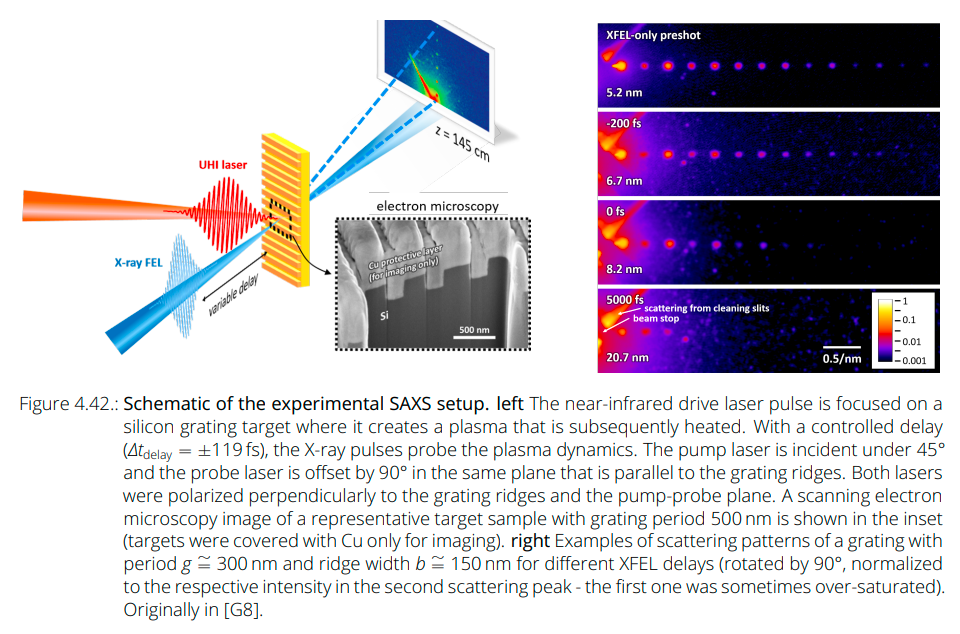 UHI laser
X-ray FEL
variable delay
z = 145 cm
electron microscopy
Cu protective layer
(for imaging only)
Si
500 nm
XFEL-only preshot
5.2 nm
-200 fs
6.7 nm
0 fs
8.2 nm
5000 fs
scattering from cleaning slits
beam stop
20.7 nm
0.5/nm
1
0.1
0.01
0.001
Figure 4.42.: Schematic of the experimental SAXS setup. left The near-infrared drive laser pulse is focused on a
silicon grating target where it creates a plasma that is subsequently heated. With a controlled delay
(Δtdelay = ±119 fs), the X-ray pulses probe the plasma dynamics. The pump laser is incident under 45°
and the probe laser is offset by 90° in the same plane that is parallel to the grating ridges. Both lasers
were polarized perpendicularly to the grating ridges and the pump-probe plane. A scanning electron
microscopy image of a representative target sample with grating period 500 nm is shown in the inset
(targets were covered with Cu only for imaging). right Examples of scattering patterns of a grating with
period g ≅ 300 nm and ridge width b ≅ 150 nm for different XFEL delays (rotated by 90°, normalized
to the respective intensity in the second scattering peak - the first one was sometimes over-saturated).
Originally in [G8].